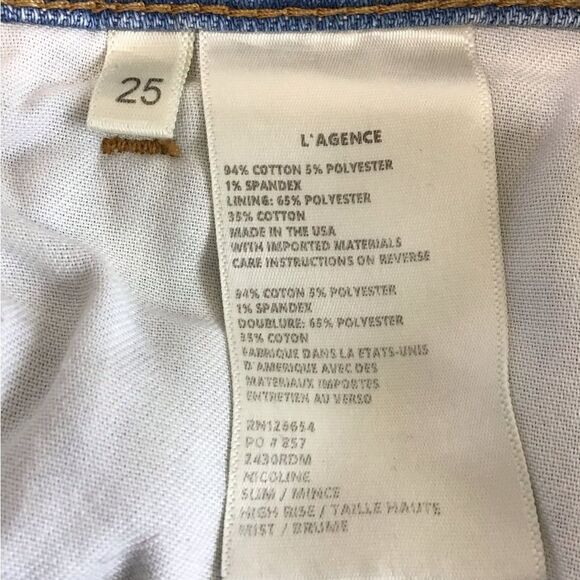 25
L'AGENCE
94% COTTON 5% POLYESTER
1% SPANDEX
LINING: 65% POLYESTER
35% COTTON
MADE IN THE USA
WITH IMPORTED MATERIALS
CARE INSTRUCTIONS ON REVERSE
94% COTON 5% POLYESTER
1% SPANDEX
DOUBLURE: 65% POLYESTER
35% COTON
FABRIQUE DANS LA ETATS-UNIS
D'AMERIQUE AVEC DES
MATERIAUX IMPORTES
ENTRETIEN AU VERSO
RN126654
PO # 857
2430RDM
NICOLINE
SLIM / MINCE
HIGH RISE / TAILLE HAUTE
MIST / BRUME